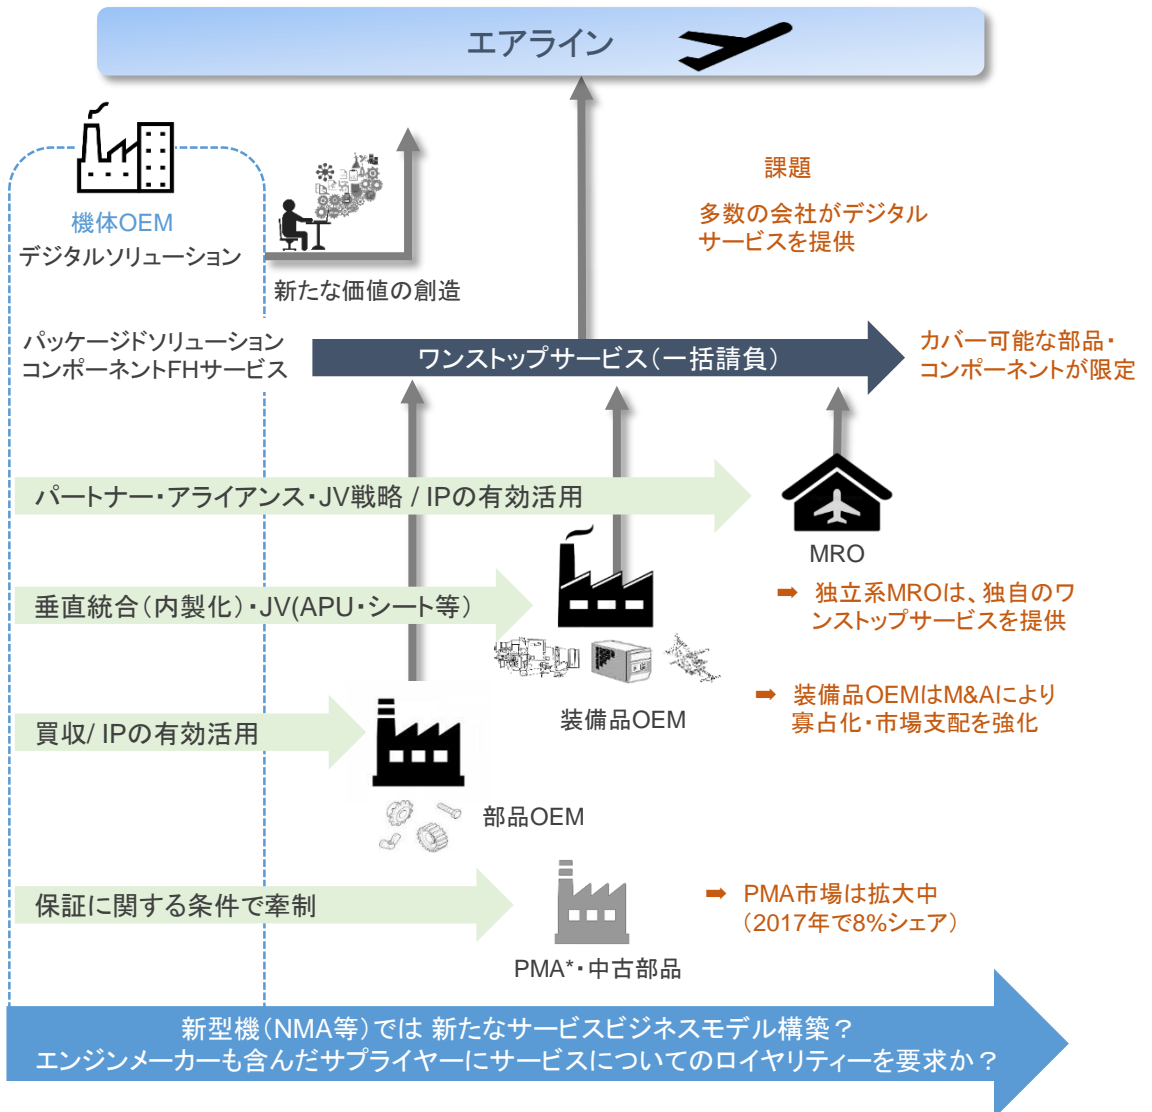 エアライン
機体OEM
デジタルソリューション
新たな価値の創造
課題
多数の会社がデジタル
サービスを提供
パッケージドソリューション
コンポーネントFHサービス
ワンストップサービス（一括請負）
カバー可能な部品・
コンポーネントが限定
パートナー・アライアンス・JV戦略 / IPの有効活用
MRO
➡ 独立系MROは、独自のワ
ンストップサービスを提供
垂直統合（内製化）・JV(APU・シート等）
装備品OEM
➡ 装備品OEMはM&Aにより
寡占化・市場支配を強化
買収/ IPの有効活用
部品OEM
保証に関する条件で牽制
PMA*・中古部品
➡ PMA市場は拡大中
（2017年で8%シェア）
新型機（NMA等）では 新たなサービスビジネスモデル構築？
エンジンメーカーも含んだサプライヤーにサービスについてのロイヤリティーを要求か？